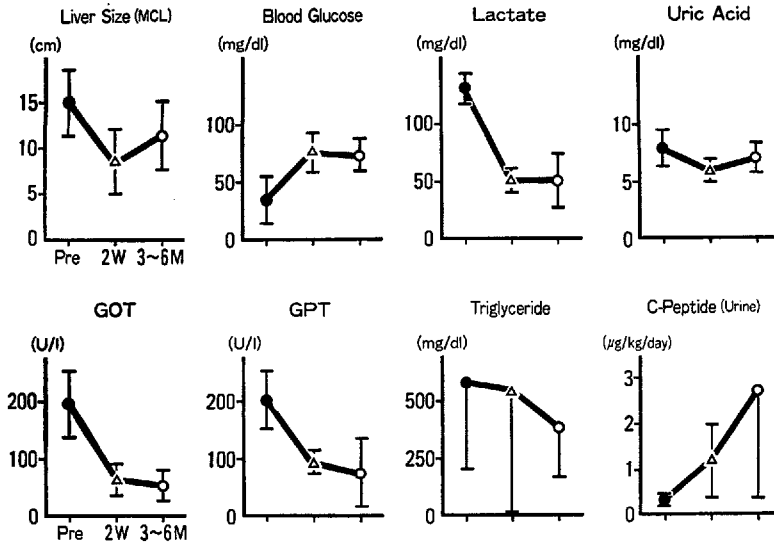 Liver Size (MCL)
(cm)
15
10
5
0
Pre 2W 3~6M
Blood Glucose
(mg/dl)
100
50
0
Lactate
(mg/dl)
100
50
0
Uric Acid
(mg/dl)
10
5
0
GOT
(U/l)
200
100
0
Pre 2W 3~6M
GPT
(U/l)
200
100
0
Triglyceride
(mg/dl)
500
250
0
C-Peptide (Urine)
(μg/kg/day)
3
2
1
0